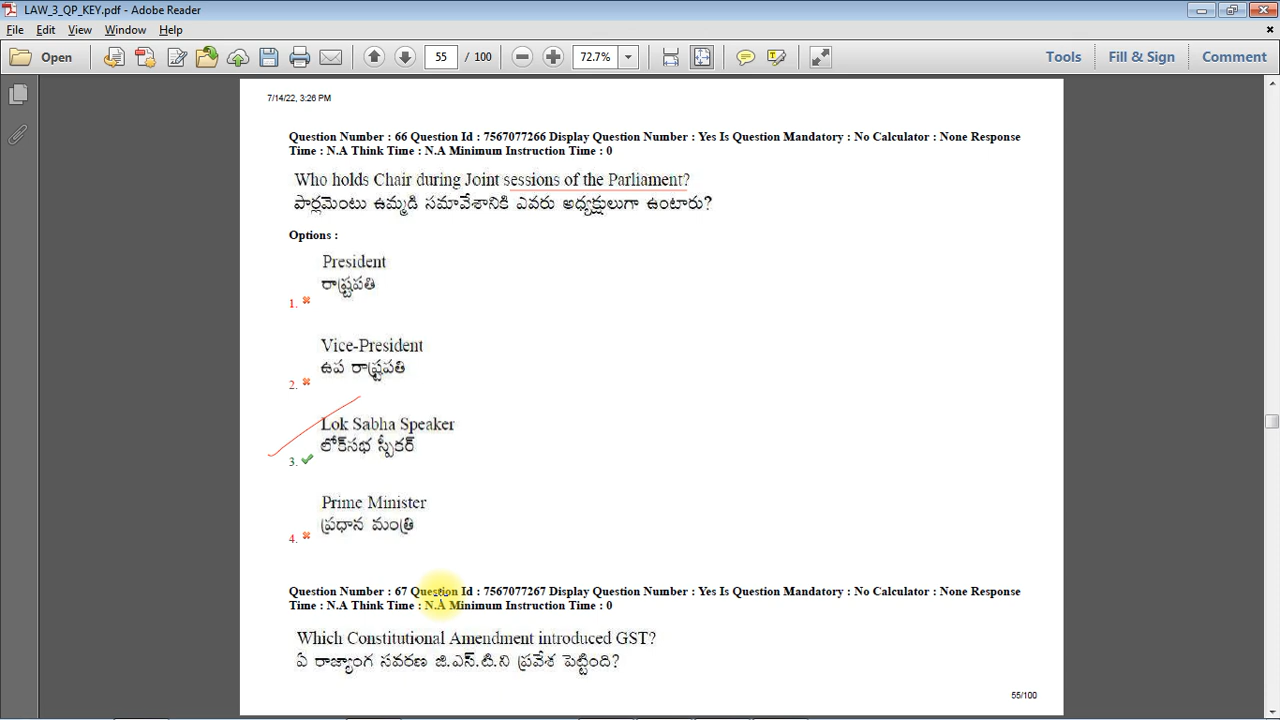 LAW_3_QP_KEY.pdf - Adobe Reader
File Edit View Window Help
Open 55 / 100 72.7% Tools Fill & Sign Comment
7/14/22, 3:26 PM
Question Number : 66 Question Id : 7567077266 Display Question Number : Yes Is Question Mandatory : No Calculator : None Response
Time : N.A Think Time : N.A Minimum Instruction Time : 0
Who holds Chair during Joint sessions of the Parliament?
పార్లమెంటు ఉమ్మడి సమావేశానికి ఎవరు అధ్యక్షులుగా ఉంటారు?
Options :
President
రాష్ట్రపతి
1.
Vice-President
ఉప రాష్ట్రపతి
2.
Lok Sabha Speaker
లోక్‌సభ స్పీకర్
3.
Prime Minister
ప్రధాన మంత్రి
4.
Question Number : 67 Question Id : 7567077267 Display Question Number : Yes Is Question Mandatory : No Calculator : None Response
Time : N.A Think Time : N.A Minimum Instruction Time : 0
Which Constitutional Amendment introduced GST?
ఏ రాజ్యాంగ సవరణ జి.ఎస్.టి.ని ప్రవేశ పెట్టింది?
55/100